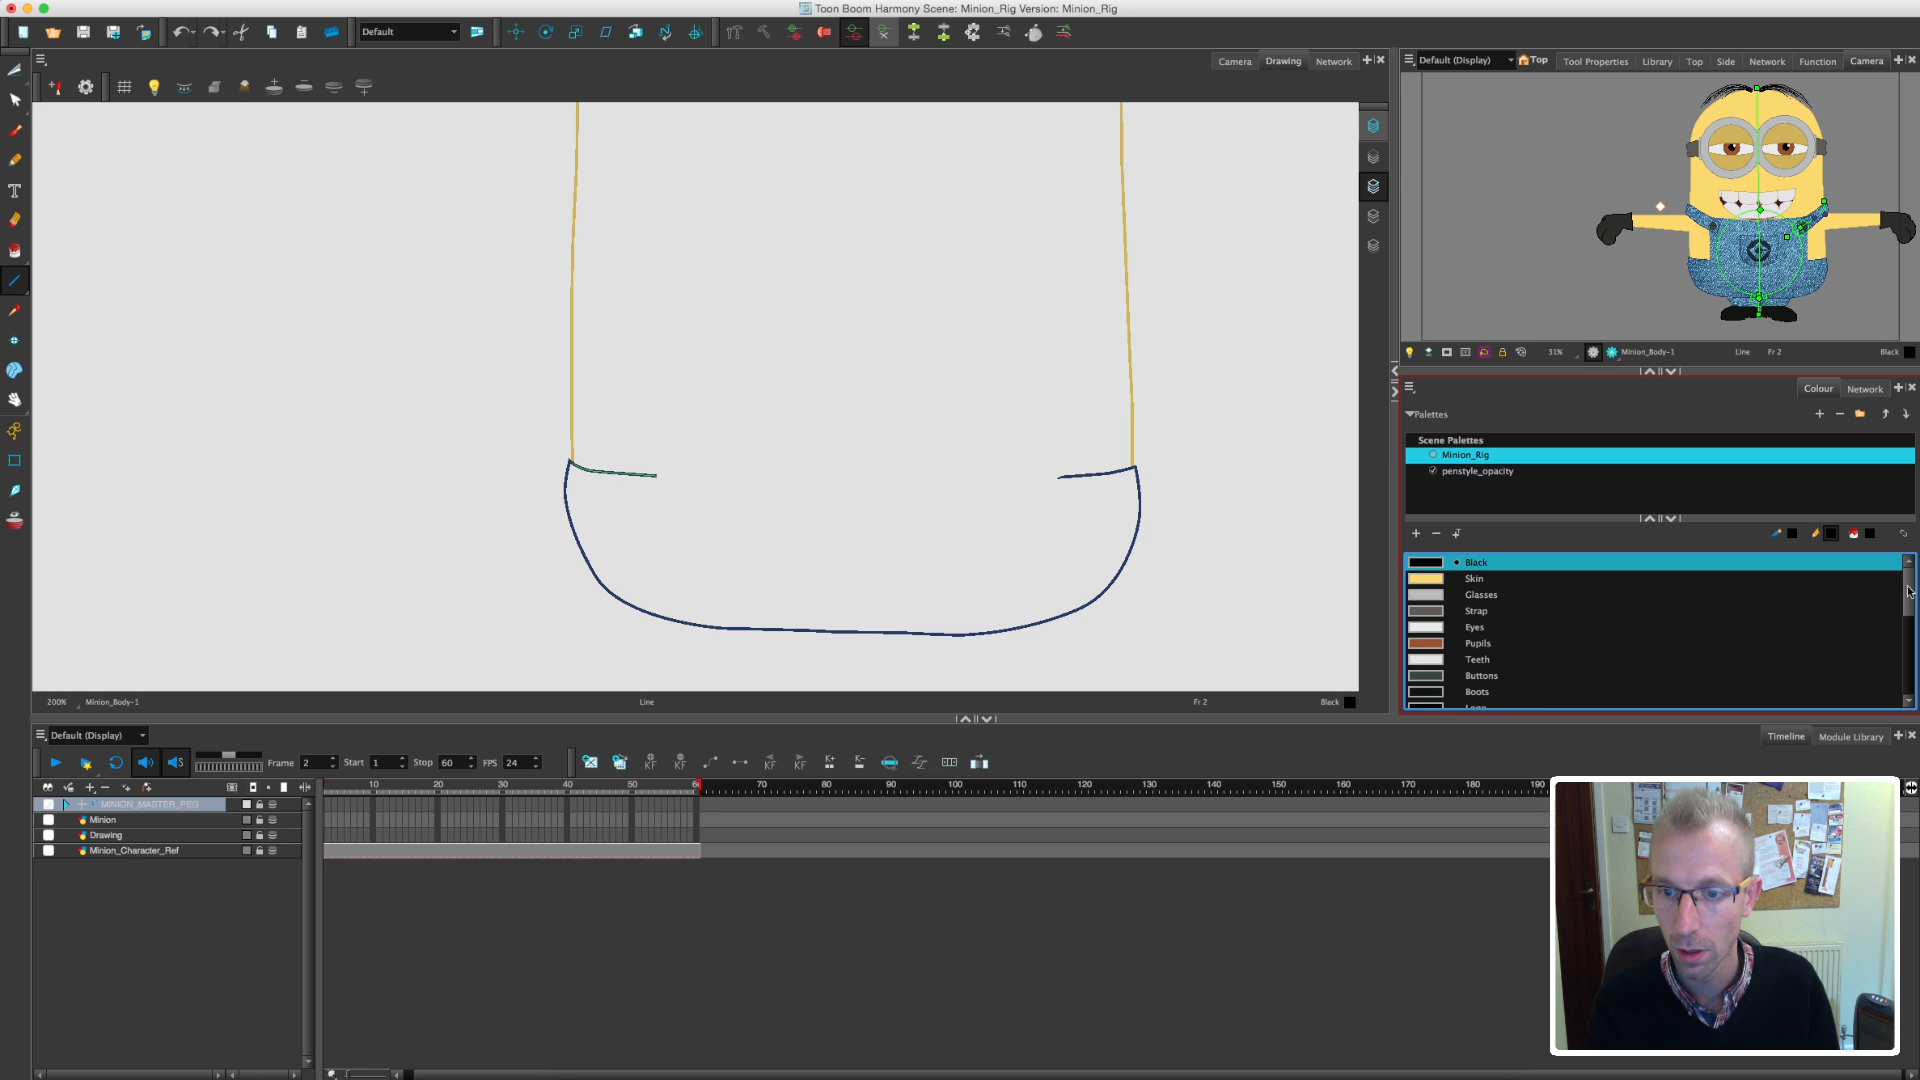 Toon Boom Harmony Scene: Minion_Rig Version: Minion_Rig
Default
Camera
Drawing
Network
Default (Display)
Top
Tool Properties
Library
Top
Side
Network
Function
Camera
31%
Minion_Body-1
Line
Fr 2
Black
Colour
Network
Palettes
Scene Palettes
Minion_Rig
penstyle_opacity
Black
Skin
Glasses
Strap
Eyes
Pupils
Teeth
Buttons
Boots
200%
Minion_Body-1
Line
Fr 2
Black
Default (Display)
Timeline
Module Library
Frame 2
Start 1
Stop 60
FPS 24
KF
KF
KF
KF
10 20 30 40 50 60 70 80 90 100 110 120 130 140 150 160 170 180 190
MINION_MASTER_PEG
Minion
Drawing
Minion_Character_Ref